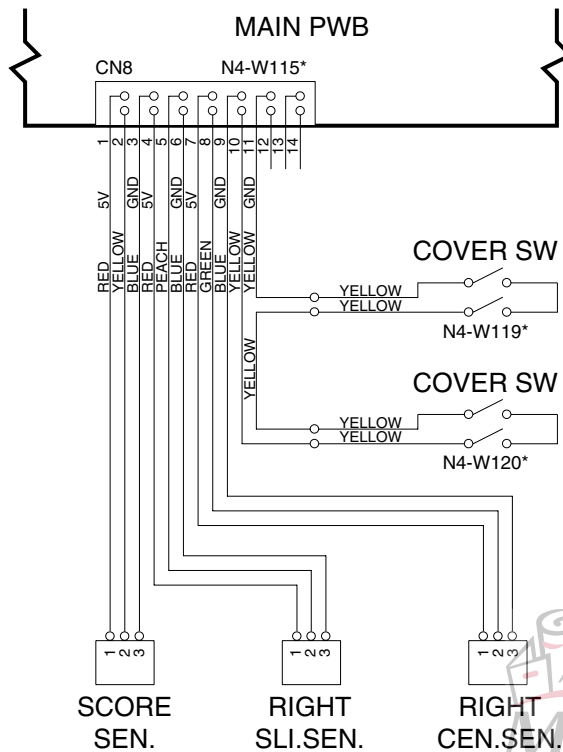 MAIN PWB
CN8 N4-W115*
1 2 3 4 5 6 7 8 9 10 11 12 13 14
5V GND 5V GND 5V GND GND
RED YELLOW BLUE RED PEACH BLUE RED GREEN BLUE YELLOW YELLOW
COVER SW
YELLOW
YELLOW
N4-W119*
YELLOW
COVER SW
YELLOW
YELLOW
N4-W120*
1 2 3 1 2 3 1 2 3
SCORE RIGHT RIGHT
SEN. SLI.SEN. CEN.SEN.